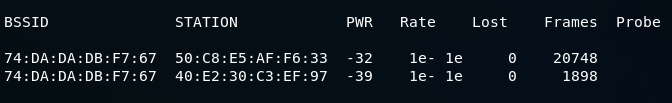 BSSID STATION PWR Rate Lost Frames Probe
74:DA:DA:DB:F7:67 50:C8:E5:AF:F6:33 -32 1e- 1e 0 20748
74:DA:DA:DB:F7:67 40:E2:30:C3:EF:97 -39 1e- 1e 0 1898